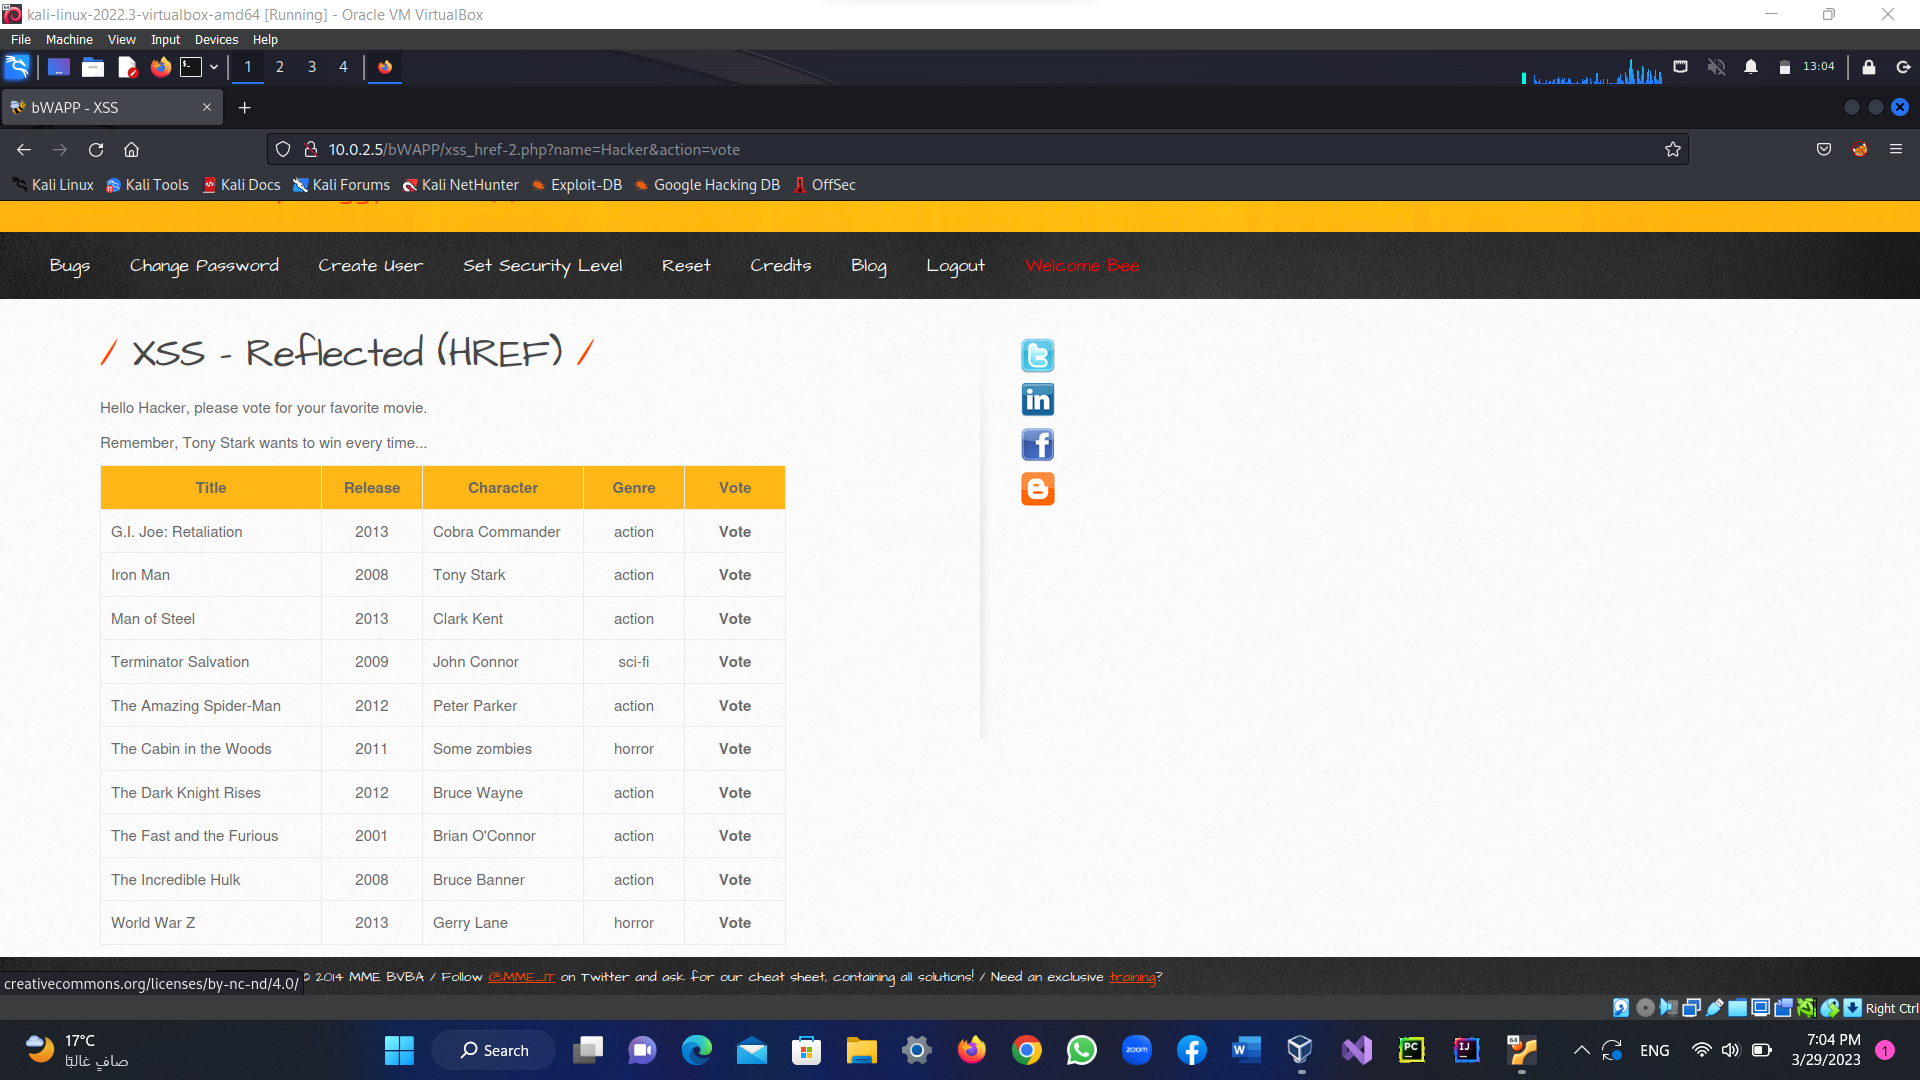 kali-linux-2022.3-virtualbox-amd64 [Running] - Oracle VM VirtualBox
File Machine View Input Devices Help
1 2 3 4 13:04
bWAPP - XSS
10.0.2.5/bWAPP/xss_href-2.php?name=Hacker&action=vote
Kali Linux Kali Tools Kali Docs Kali Forums Kali NetHunter Exploit-DB Google Hacking DB OffSec
Bugs Change Password Create User Set Security Level Reset Credits Blog Logout Welcome Bee
/ XSS - Reflected (HREF) /
Hello Hacker, please vote for your favorite movie.
Remember, Tony Stark wants to win every time...
Title Release Character Genre Vote
G.I. Joe: Retaliation 2013 Cobra Commander action Vote
Iron Man 2008 Tony Stark action Vote
Man of Steel 2013 Clark Kent action Vote
Terminator Salvation 2009 John Connor sci-fi Vote
The Amazing Spider-Man 2012 Peter Parker action Vote
The Cabin in the Woods 2011 Some zombies horror Vote
The Dark Knight Rises 2012 Bruce Wayne action Vote
The Fast and the Furious 2001 Brian O'Connor action Vote
The Incredible Hulk 2008 Bruce Banner action Vote
World War Z 2013 Gerry Lane horror Vote
© 2014 MME BVBA / Follow @MME_IT on Twitter and ask for our cheat sheet, containing all solutions! / Need an exclusive training?
creativecommons.org/licenses/by-nc-nd/4.0/
Right Ctrl
17°C
صافٍ غالبًا
Search
zoom
ENG
7:04 PM
3/29/2023
1